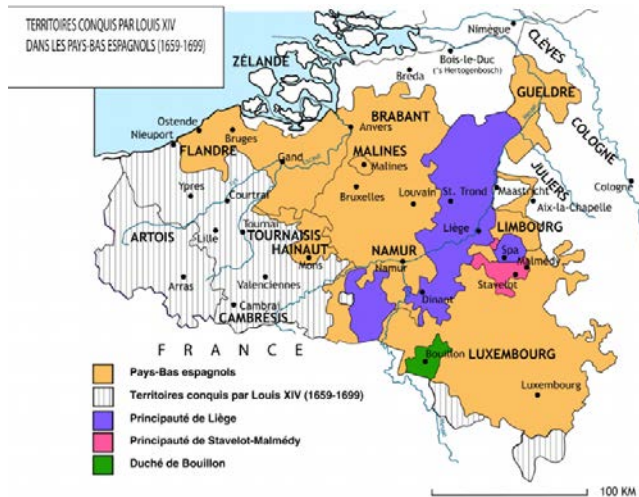 TERRITOIRES CONQUIS PAR LOUIS XIV
DANS LES PAYS-BAS ESPAGNOLS (1659-1699)
Nimègue
CLÈVES
Bois-le-Duc
('s Hertogenbosch)
ZÉLANDE
Bréda
GUELDRE
Ostende
BRABANT
COLOGNE
Nieuport
Bruges
Anvers
FLANDRE
MALINES
Gand
Malines
JULIERS
Ypres
Courtrai
Bruxelles
Louvain
St. Trond
Maastricht
Cologne
Aix-la-Chapelle
ARTOIS
Lille
Tournai
TOURNAISIS
Liège
LIMBOURG
HAINAUT
NAMUR
Spa
Mons
Namur
Malmédy
Arras
Valenciennes
Stavelot
Dinant
Cambrai
CAMBRÉSIS
FRANCE
Bouillon
LUXEMBOURG
Pays-Bas espagnols
Territoires conquis par Louis XIV (1659-1699)
Luxembourg
Principauté de Liège
Principauté de Stavelot-Malmédy
Duché de Bouillon
100 KM